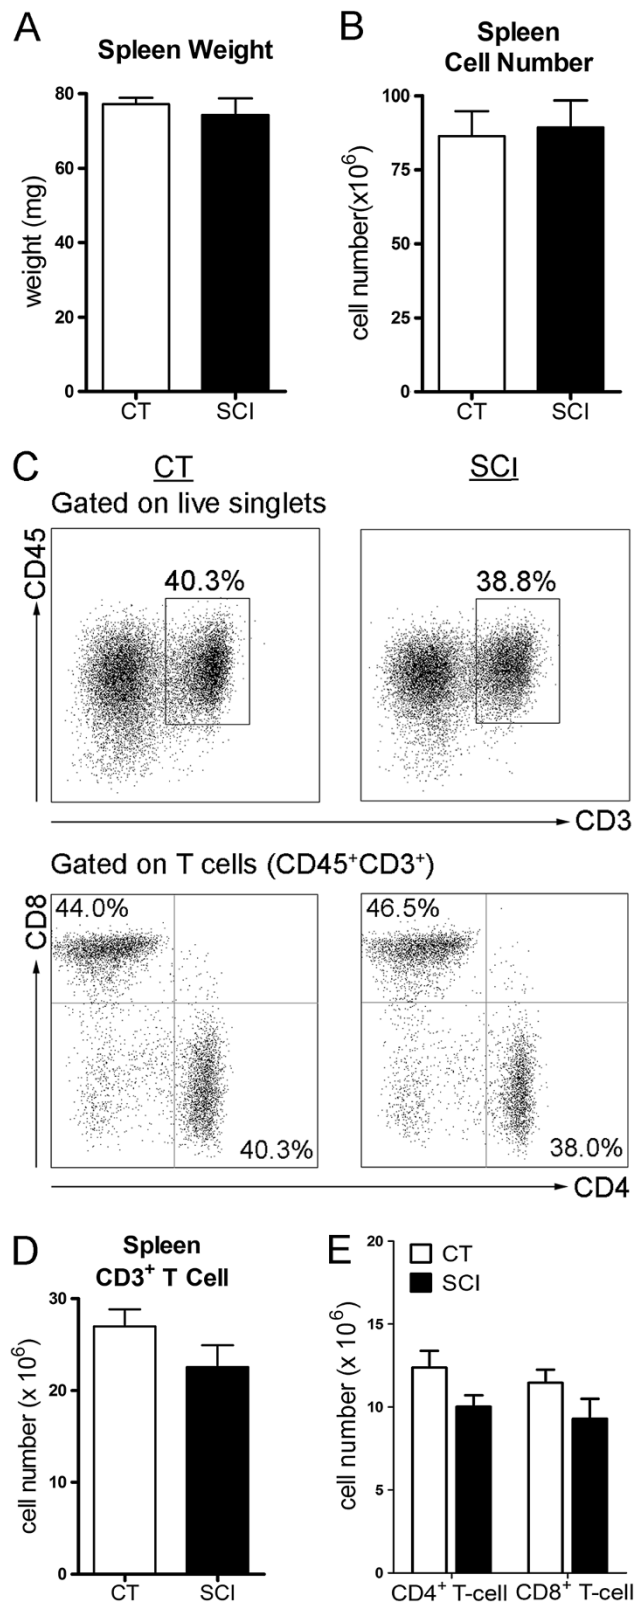 A
Spleen Weight
80
60
40
20
0
weight (mg)
CT
SCI
B
Spleen
Cell Number
100
75
50
25
0
cell number(x10⁶)
CT
SCI
C
CT
SCI
Gated on live singlets
CD45
40.3%
38.8%
CD3
Gated on T cells (CD45⁺CD3⁺)
CD8
44.0%
46.5%
40.3%
38.0%
CD4
D
Spleen
CD3⁺ T Cell
30
20
10
0
cell number (x 10⁶)
CT
SCI
E
20
15
10
5
0
cell number (x 10⁶)
CT
SCI
CD4⁺ T-cell
CD8⁺ T-cell